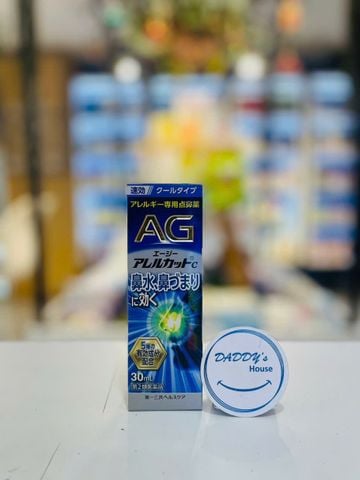 速効 クールタイプ
アレルギー専用点鼻薬
AG
エージー
アレルカットC
鼻水、鼻づまり
に効く
5種の
有効成分
配合
30mL
第2類医薬品
第一三共ヘルスケア
DADDY's
House